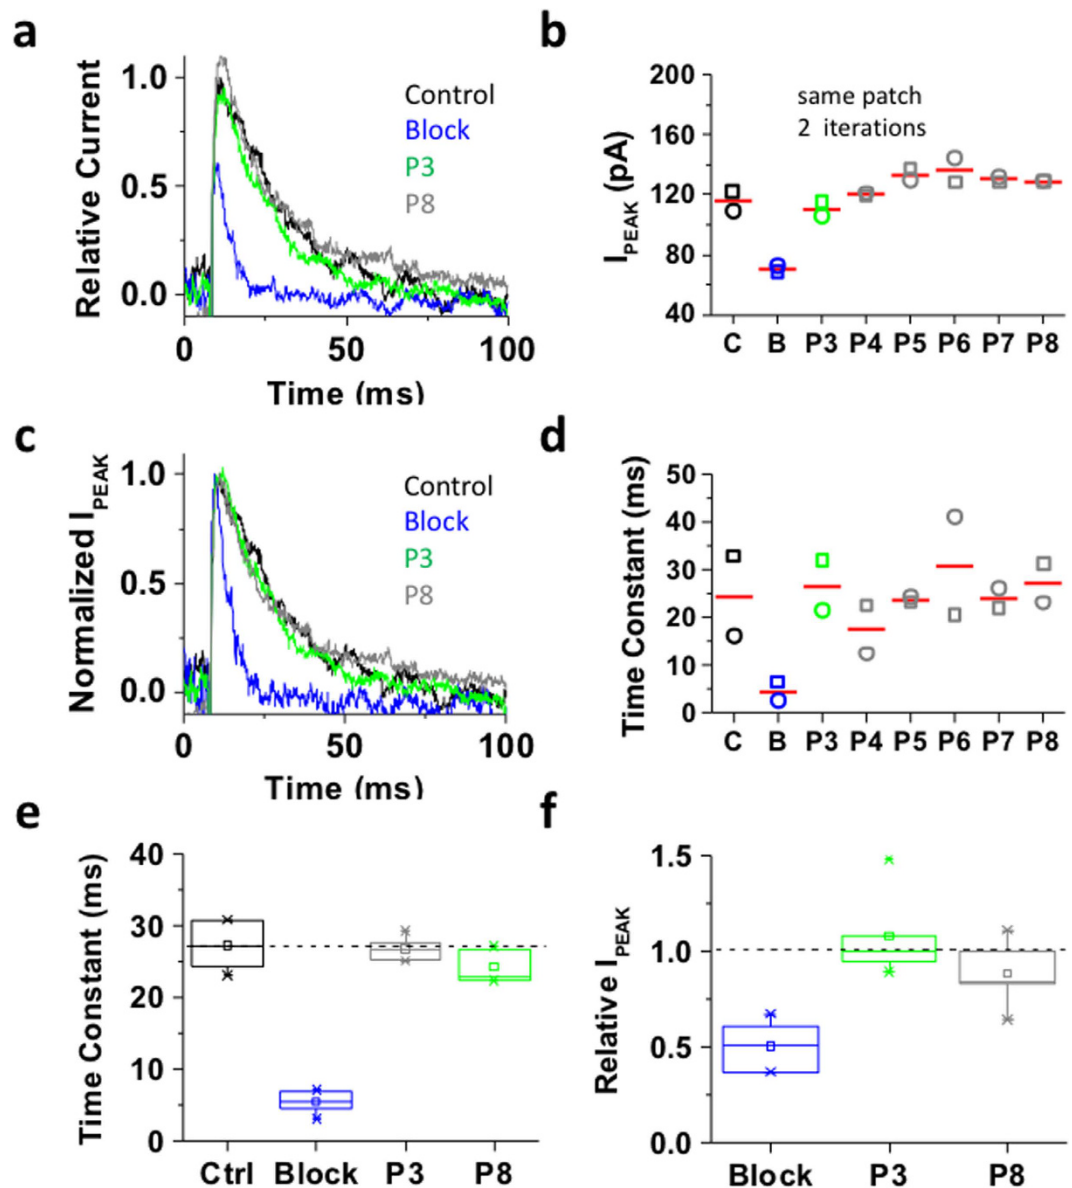 a
Relative Current
1.0
0.5
0.0
Control
Block
P3
P8
0 50 100
Time (ms)
b
I PEAK (pA)
200
160
120
80
40
same patch
2 iterations
C B P3 P4 P5 P6 P7 P8
c
Normalized I PEAK
1.0
0.5
0.0
Control
Block
P3
P8
0 50 100
Time (ms)
d
Time Constant (ms)
50
40
30
20
10
0
C B P3 P4 P5 P6 P7 P8
e
Time Constant (ms)
40
30
20
10
0
Ctrl Block P3 P8
f
Relative I PEAK
1.5
1.0
0.5
0.0
Block P3 P8